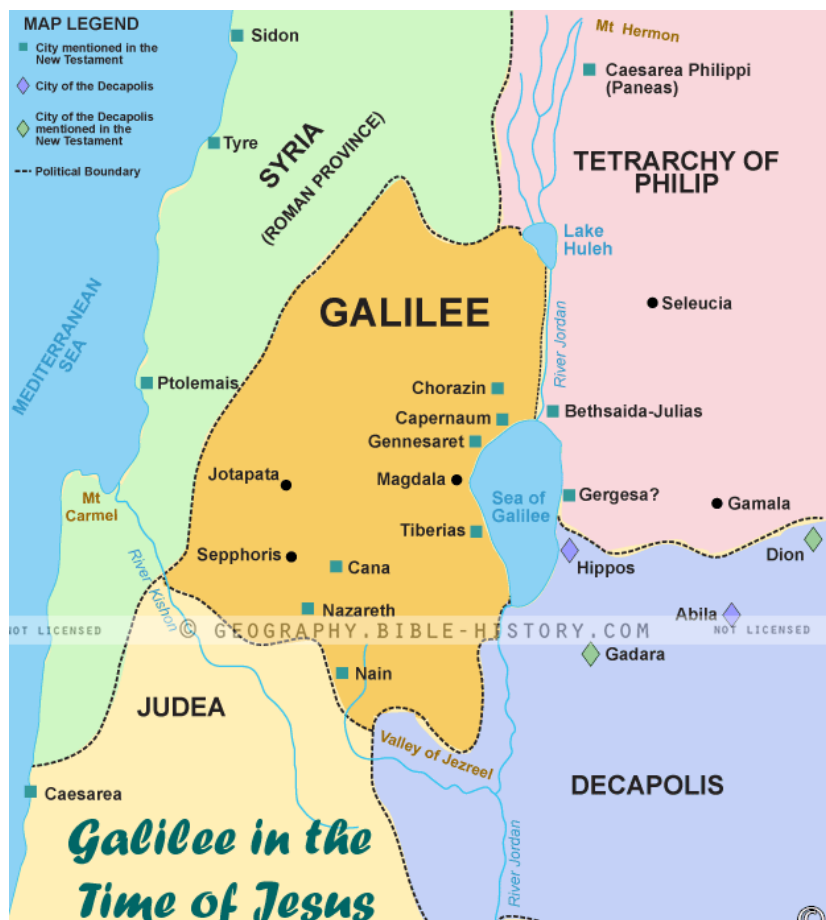 MAP LEGEND
City mentioned in the
New Testament
City of the Decapolis
City of the Decapolis
mentioned in the
New Testament
Political Boundary
Sidon
Mt Hermon
Caesarea Philippi
(Paneas)
Tyre
SYRIA
(ROMAN PROVINCE)
TETRARCHY OF
PHILIP
Lake
Huleh
MEDITERRANEAN
SEA
GALILEE
Seleucia
River Jordan
Ptolemais
Chorazin
Capernaum
Bethsaida-Julias
Gennesaret
Jotapata
Magdala
Sea of
Galilee
Gergesa?
Gamala
Mt
Carmel
Tiberias
Sepphoris
Cana
Hippos
Dion
River Kishon
Nazareth
Abila
NOT LICENSED
© GEOGRAPHY.BIBLE-HISTORY.COM
NOT LICENSED
Gadara
Nain
JUDEA
Valley of Jezreel
DECAPOLIS
Caesarea
River Jordan
Galilee in the
Time of Jesus
©